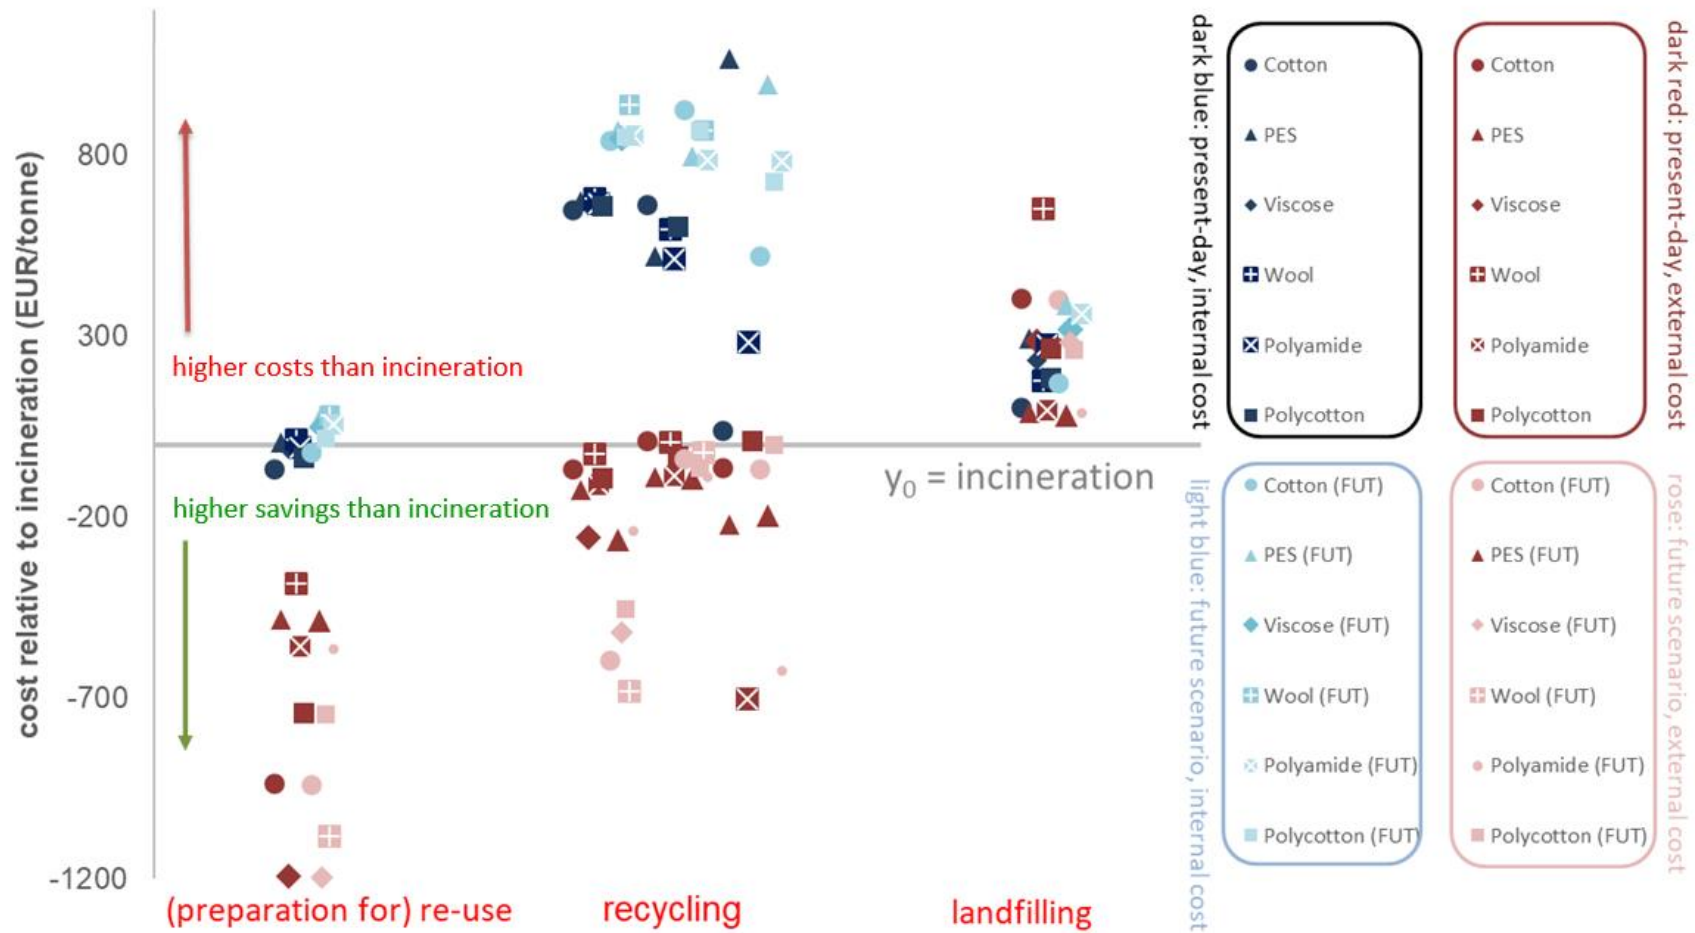 cost relative to incineration (EUR/tonne)
800
300
-200
-700
-1200
higher costs than incineration
higher savings than incineration
y0 = incineration
(preparation for) re-use
recycling
landfilling
dark blue: present-day, internal cost
Cotton
PES
Viscose
Wool
Polyamide
Polycotton
Cotton
PES
Viscose
Wool
Polyamide
Polycotton
dark red: present-day, external cost
light blue: future scenario, internal cost
Cotton (FUT)
PES (FUT)
Viscose (FUT)
Wool (FUT)
Polyamide (FUT)
Polycotton (FUT)
Cotton (FUT)
PES (FUT)
Viscose (FUT)
Wool (FUT)
Polyamide (FUT)
Polycotton (FUT)
rose: future scenario, external cost